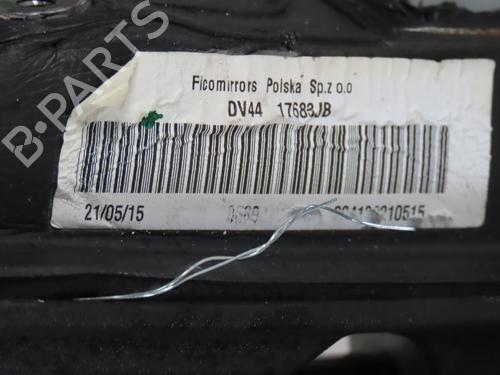 Ficomirrors Polska Sp.z o.o
DV44 17683JB
21/05/15
B-PARTS